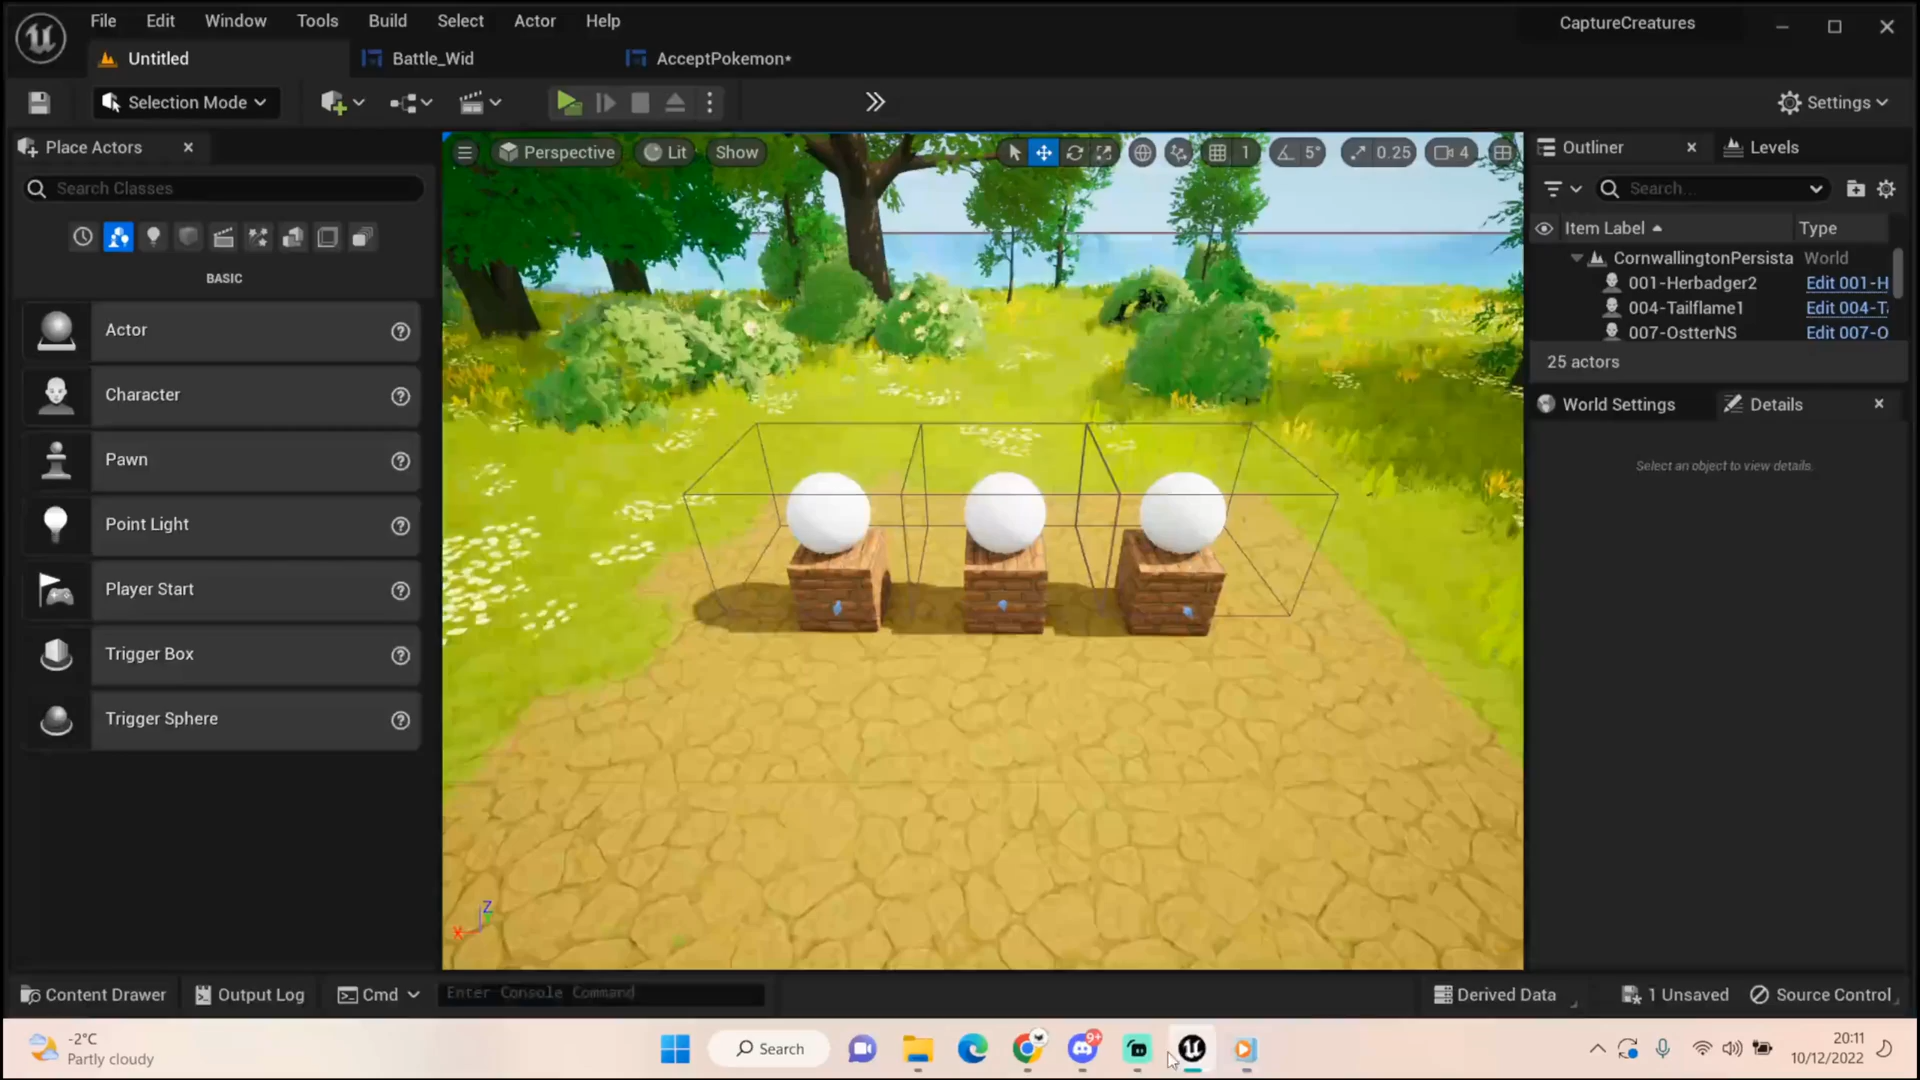 File Edit Window Tools Build Select Actor Help
CaptureCreatures
Untitled
Battle_Wid
AcceptPokemon*
Selection Mode
Settings
Place Actors
Search Classes
BASIC
Actor
Character
Pawn
Point Light
Player Start
Trigger Box
Trigger Sphere
Perspective
Lit
Show
1
5°
0.25
4
Z
X
Outliner
Levels
Search...
Item Label
Type
CornwallingtonPersista World
001-Herbadger2 Edit 001-H
004-Tailflame1 Edit 004-T
007-OstterNS Edit 007-O
25 actors
World Settings
Details
Select an object to view details.
Content Drawer
Output Log
Cmd
Enter Console Command
Derived Data
1 Unsaved
Source Control
-2°C
Partly cloudy
Search
9+
20:11
10/12/2022